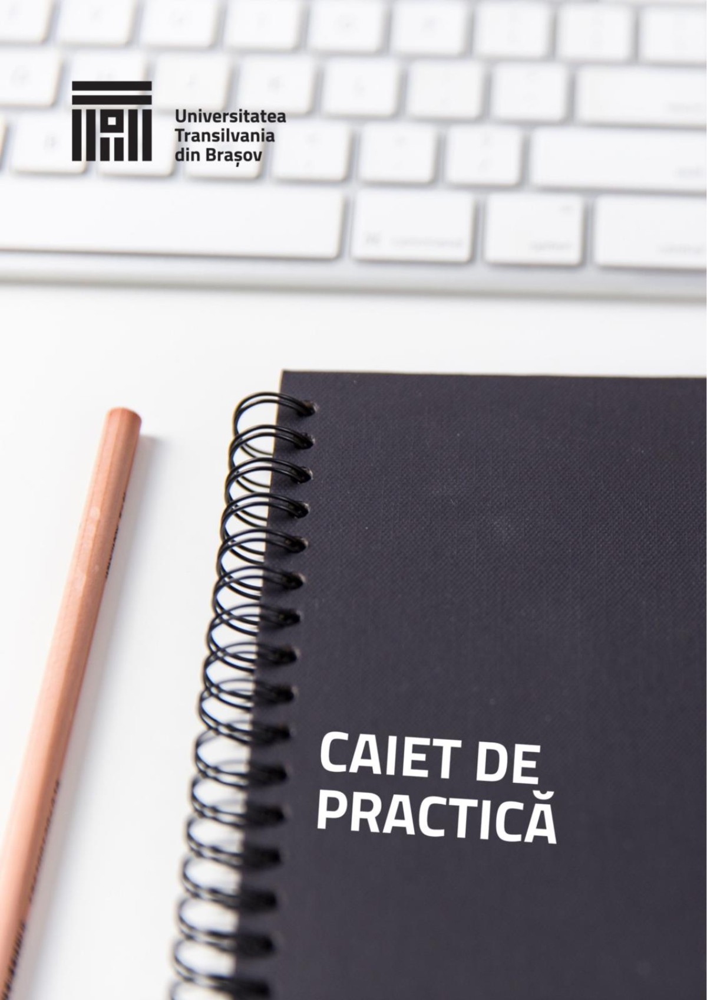 Universitatea
Transilvania
din Brașov
CAIET DE
PRACTICĂ